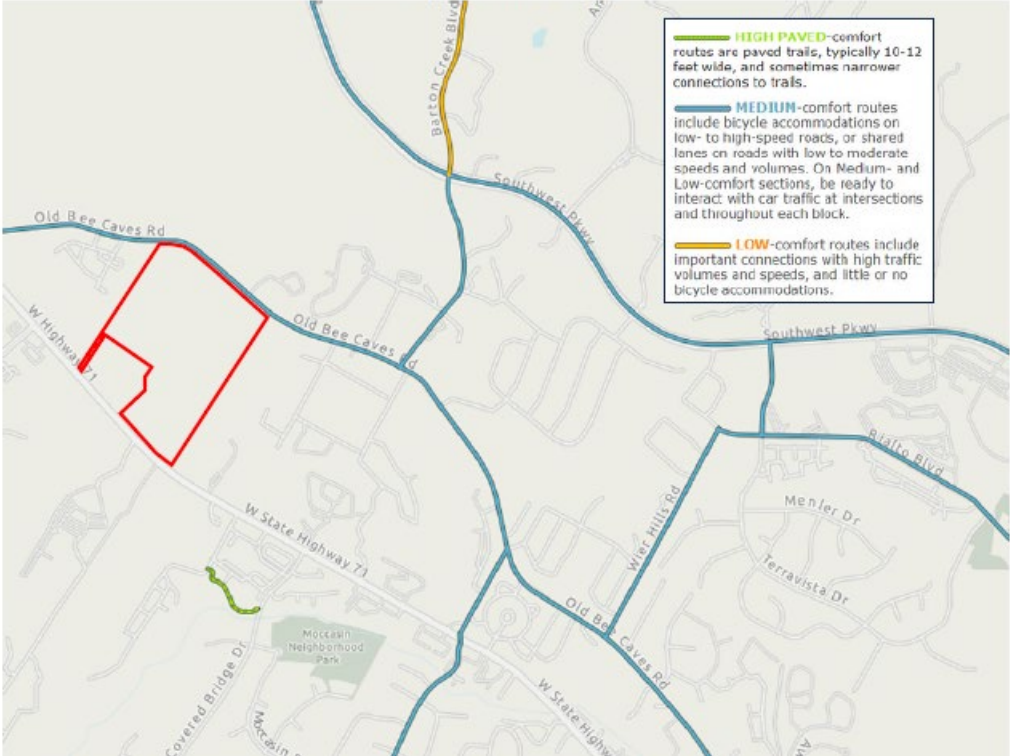 HIGH PAVED-comfort
routes are paved trails, typically 10-12
feet wide, and sometimes narrower
connections to trails.
MEDIUM-comfort routes
include bicycle accommodations on
low- to high-speed roads, or shared
lanes on roads with low to moderate
speeds and volumes. On Medium- and
Low-comfort sections, be ready to
interact with car traffic at intersections
and throughout each block.
LOW-comfort routes include
important connections with high traffic
volumes and speeds, and little or no
bicycle accommodations.
Barton Creek Blvd
Southwest Pkwy
Old Bee Caves Rd
W Highway 71
Old Bee Caves Rd
Southwest Pkwy
Rialto Blvd
Menler Dr
Wier Hills Rd
W State Highway 71
Terravista Dr
Old Bee Caves Rd
Moccasin
Neighborhood
Park
Covered Bridge Dr
W State High